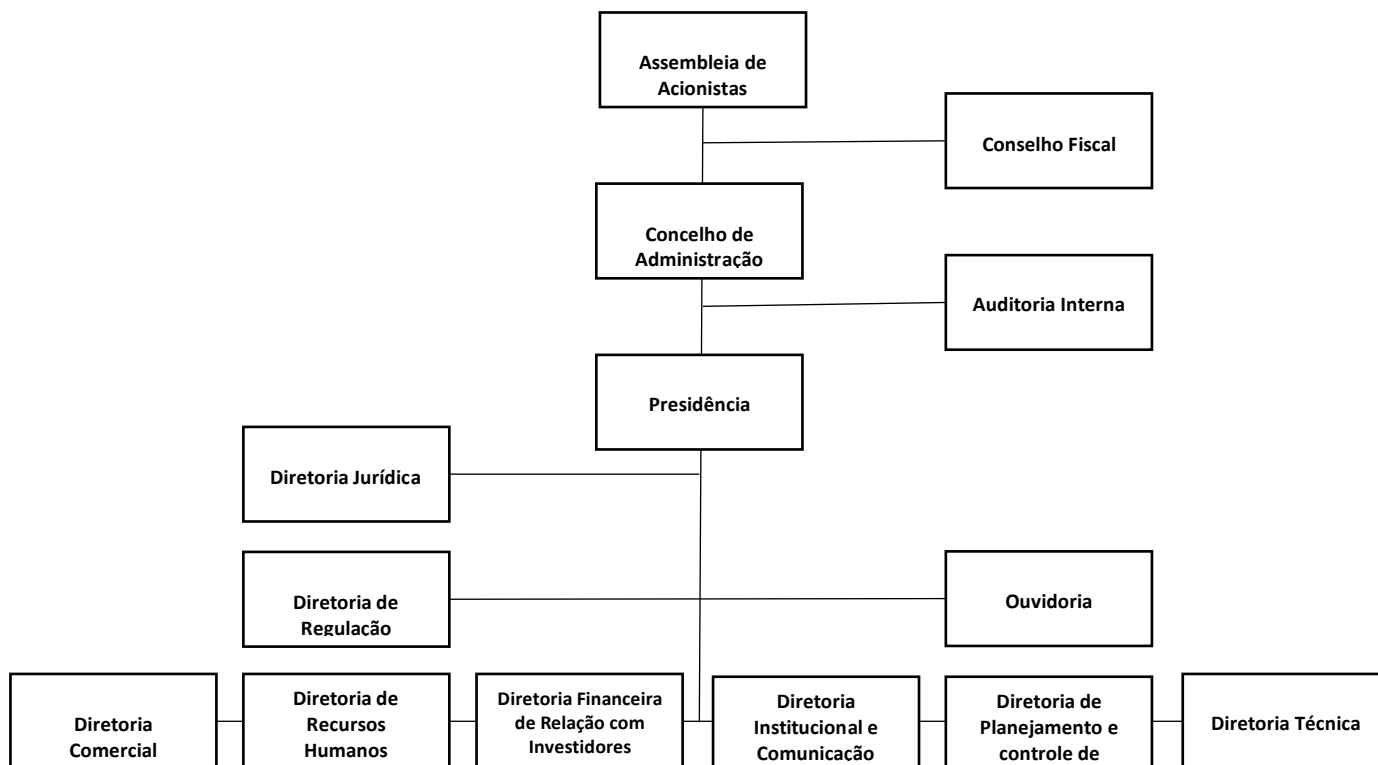 Assembleia de
Acionistas
Conselho Fiscal
Concelho de
Administração
Auditoria Interna
Presidência
Diretoria Jurídica
Diretoria de
Regulação
Ouvidoria
Diretoria
Comercial
Diretoria de
Recursos
Humanos
Diretoria Financeira
de Relação com
Investidores
Diretoria
Institucional e
Comunicação
Diretoria de
Planejamento e
controle de
Diretoria Técnica